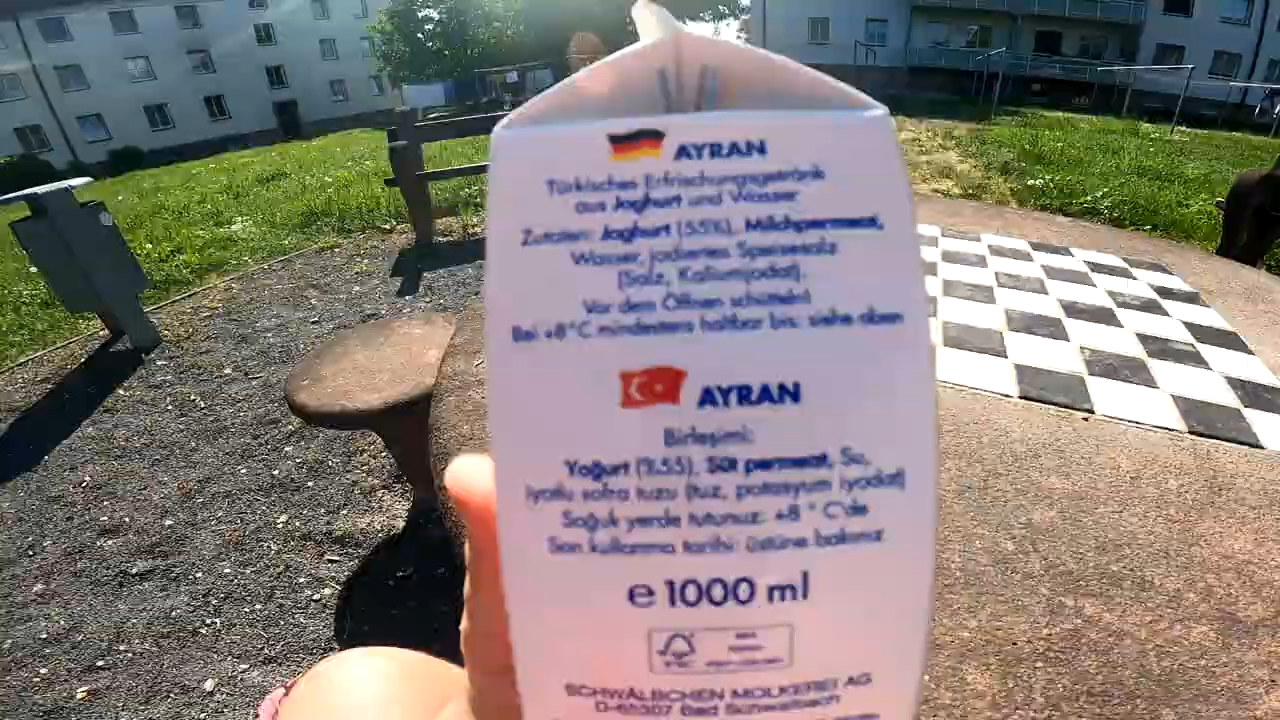 AYRAN
Türkisches Erfrischungsgetränk
aus Joghurt und Wasser
Zutaten: Joghurt (55%), Milchpermeat,
Wasser, jodiertes Speisesalz
(Salz, Kaliumjodat).
Vor dem Öffnen schütteln!
Bei +8°C mindestens haltbar bis: siehe oben
AYRAN
Birleşimi:
Yoğurt (%55), Süt permeat, Su,
iyotlu sofra tuzu (tuz, potasyum iyodat)
Soğuk yerde tutunuz: +8 ° C'de
Son kullanma tarihi: üstüne bakınız
e 1000 ml
FSC
SCHWÄLBCHEN MOLKEREI AG
D-65307 Bad Schwalbach